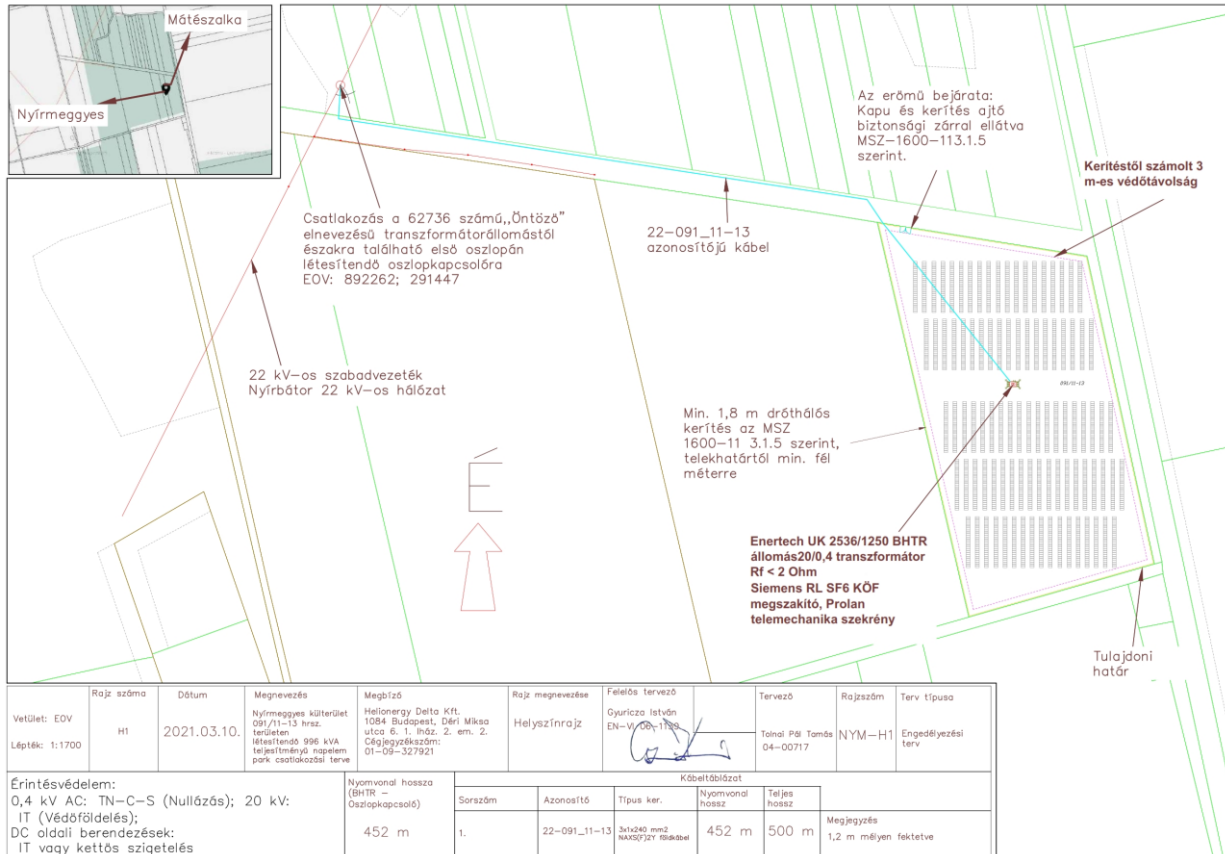 Mátészalka
Nyírmeggyes
Csatlakozás a 62736 számú,,Öntöző"
elnevezésű transzformátorállomástól
északra található első oszlopán
létesítendő oszlopkapcsolóra
EOV: 892262; 291447
22-091_11-13
azonosítójú kábel
Az erőmű bejárata:
Kapu és kerítés ajtó
biztonsági zárral ellátva
MSZ-1600-113.1.5
szerint.
Kerítéstől számolt 3
m-es védőtávolság
22 kV-os szabadvezeték
Nyírbátor 22 kV-os hálózat
É
Min. 1,8 m dróthálós
kerítés az MSZ
1600-11 3.1.5 szerint,
telekhatártól min. fél
méterre
091/11-13
Enertech UK 2536/1250 BHTR
állomás20/0,4 transzformátor
Rf < 2 Ohm
Siemens RL SF6 KÖF
megszakító, Prolan
telemechanika szekrény
Tulajdoni
határ
Vetület: EOV
Lépték: 1:1700
Rajz száma
H1
Dátum
2021.03.10.
Megnevezés
Nyírmeggyes külterület
091/11-13 hrsz.
területen
létesítendő 996 kVA
teljesítményű napelem
park csatlakozási terve
Megbízó
Helionergy Delta Kft.
1084 Budapest, Déri Miksa
utca 6. 1. lház. 2. em. 2.
Cégjegyzékszám:
01-09-327921
Rajz megnevezése
Helyszínrajz
Felelős tervező
Gyuricza István
EN-VI/06-1139
Tervező
Tolnai Pál Tamás
04-00717
Rajzszám
NYM-H1
Terv típusa
Engedélyezési
terv
Érintésvédelem:
0,4 kV AC: TN-C-S (Nullázás); 20 kV:
IT (Védőföldelés);
DC oldali berendezések:
IT vagy kettős szigetelés
Nyomvonal hossza
(BHTR -
Oszlopkapcsoló)
452 m
Kábeltáblázat
Sorszám
Azonosító
Típus ker.
Nyomvonal
hossz
Teljes
hossz
1.
22-091_11-13
3x1x240 mm2
NAXS(F)2Y földkábel
452 m
500 m
Megjegyzés
1,2 m mélyen fektetve